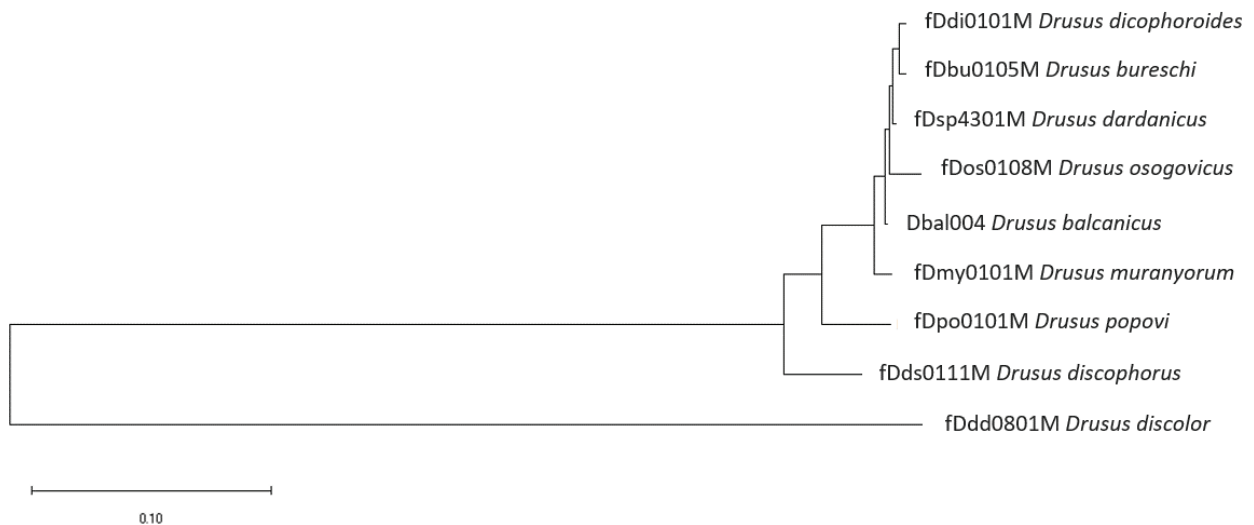 fDdi0101M Drusus dicophoroides
fDbu0105M Drusus bureschi
fDsp4301M Drusus dardanicus
fDos0108M Drusus osogovicus
Dbal004 Drusus balcanicus
fDmy0101M Drusus muranyorum
fDpo0101M Drusus popovi
fDds0111M Drusus discophorus
fDdd0801M Drusus discolor
0.10